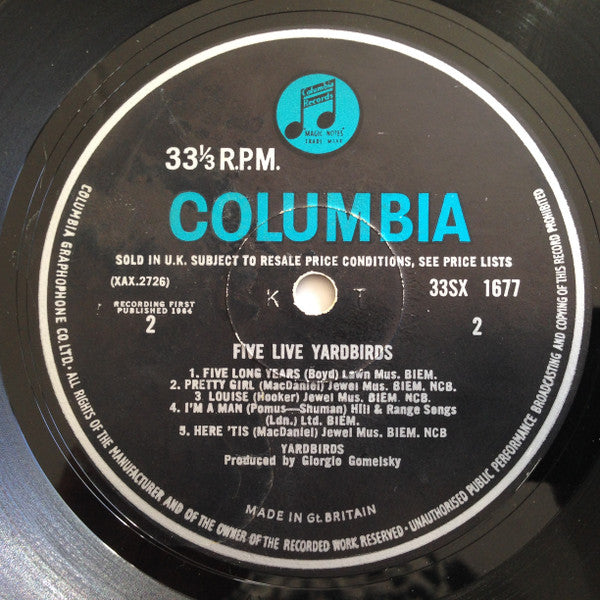 Columbia
Records
MAGIC NOTES
TRADE MARK
33⅓ R.P.M.
COLUMBIA
SOLD IN U.K. SUBJECT TO RESALE PRICE CONDITIONS, SEE PRICE LISTS
(XAX.2726)
33SX 1677
K T
RECORDING FIRST
PUBLISHED 1964
2
2
FIVE LIVE YARDBIRDS
1. FIVE LONG YEARS (Boyd) Lawn Mus. BIEM.
2. PRETTY GIRL (MacDaniel) Jewel Mus. BIEM. NCB.
3 LOUISE (Hooker) Jewel Mus. BIEM. NCB.
4. I'M A MAN (Pomus—Shuman) Hill & Range Songs
(Ldn.) Ltd. BIEM.
5. HERE 'TIS (MacDaniel) Jewel Mus. BIEM. NCB
YARDBIRDS
Produced by Giorgio Gomelsky
MADE IN Gt. BRITAIN
COLUMBIA GRAPHOPHONE CO. LTD. · ALL RIGHTS OF THE MANUFACTURER AND OF THE OWNER OF THE RECORDED WORK RESERVED · UNAUTHORISED PUBLIC PERFORMANCE BROADCASTING AND COPYING OF THIS RECORD PROHIBITED